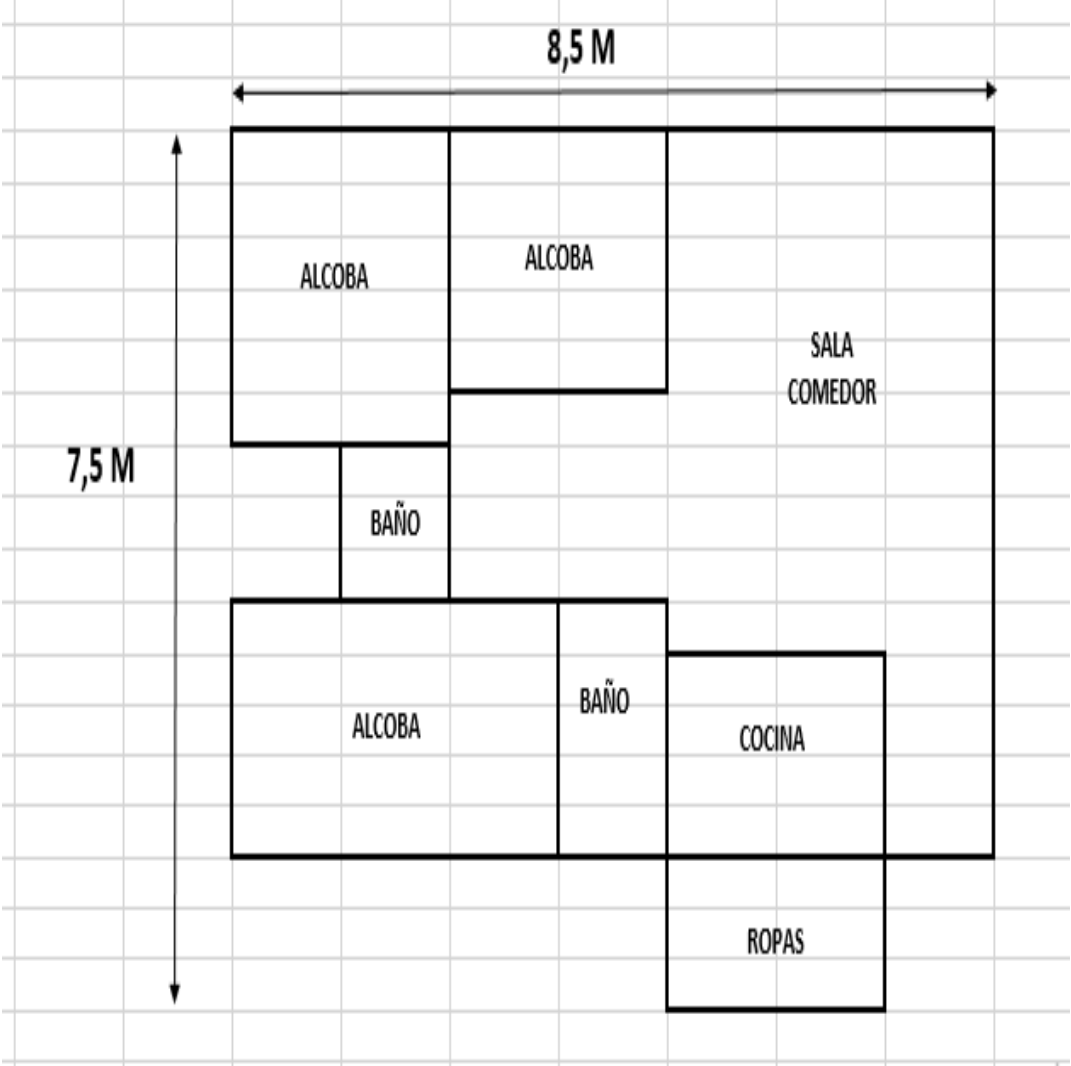 8,5 M
ALCOBA
ALCOBA
SALA
COMEDOR
7,5 M
BAÑO
ALCOBA
BAÑO
COCINA
ROPAS